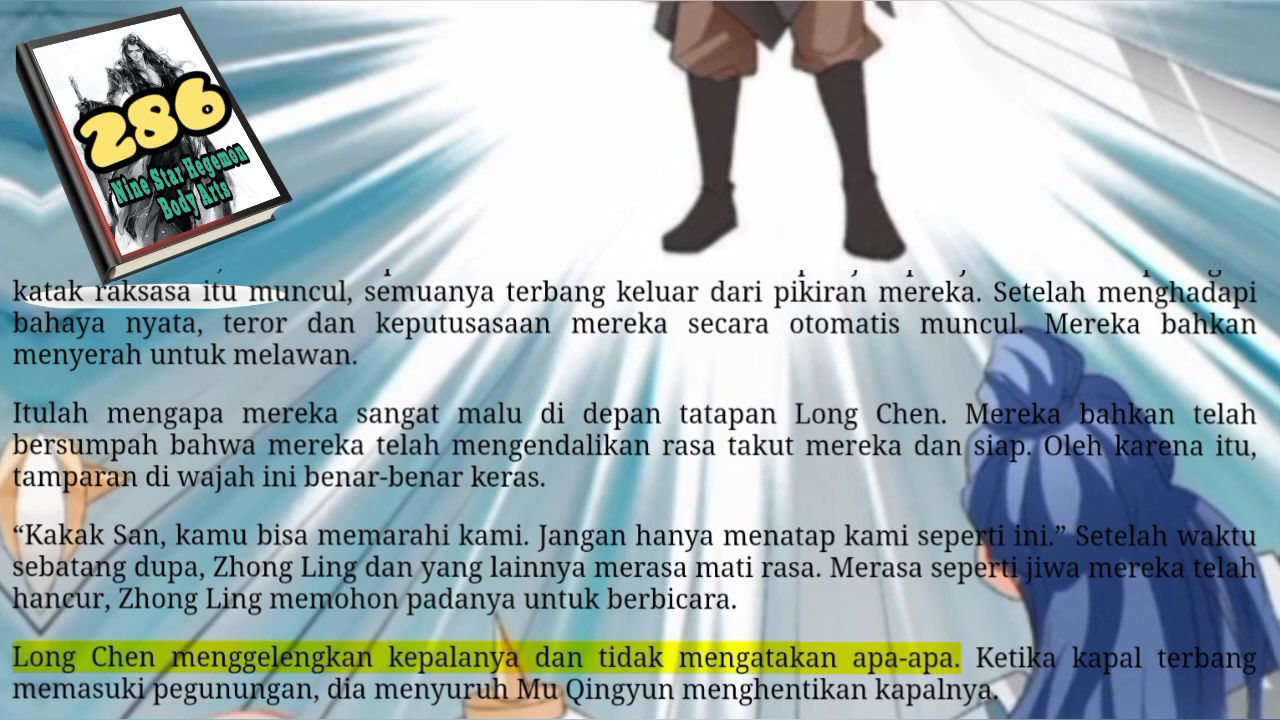 286
Nine Star Hegemon
Body Arts
katak raksasa itu muncul, semuanya terbang keluar dari pikiran mereka. Setelah menghadapi
bahaya nyata, teror dan keputusasaan mereka secara otomatis muncul. Mereka bahkan
menyerah untuk melawan.
Itulah mengapa mereka sangat malu di depan tatapan Long Chen. Mereka bahkan telah
bersumpah bahwa mereka telah mengendalikan rasa takut mereka dan siap. Oleh karena itu,
tamparan di wajah ini benar-benar keras.
“Kakak San, kamu bisa memarahi kami. Jangan hanya menatap kami seperti ini.” Setelah waktu
sebatang dupa, Zhong Ling dan yang lainnya merasa mati rasa. Merasa seperti jiwa mereka telah
hancur, Zhong Ling memohon padanya untuk berbicara.
Long Chen menggelengkan kepalanya dan tidak mengatakan apa-apa. Ketika kapal terbang
memasuki pegunungan, dia menyuruh Mu Qingyun menghentikan kapalnya.